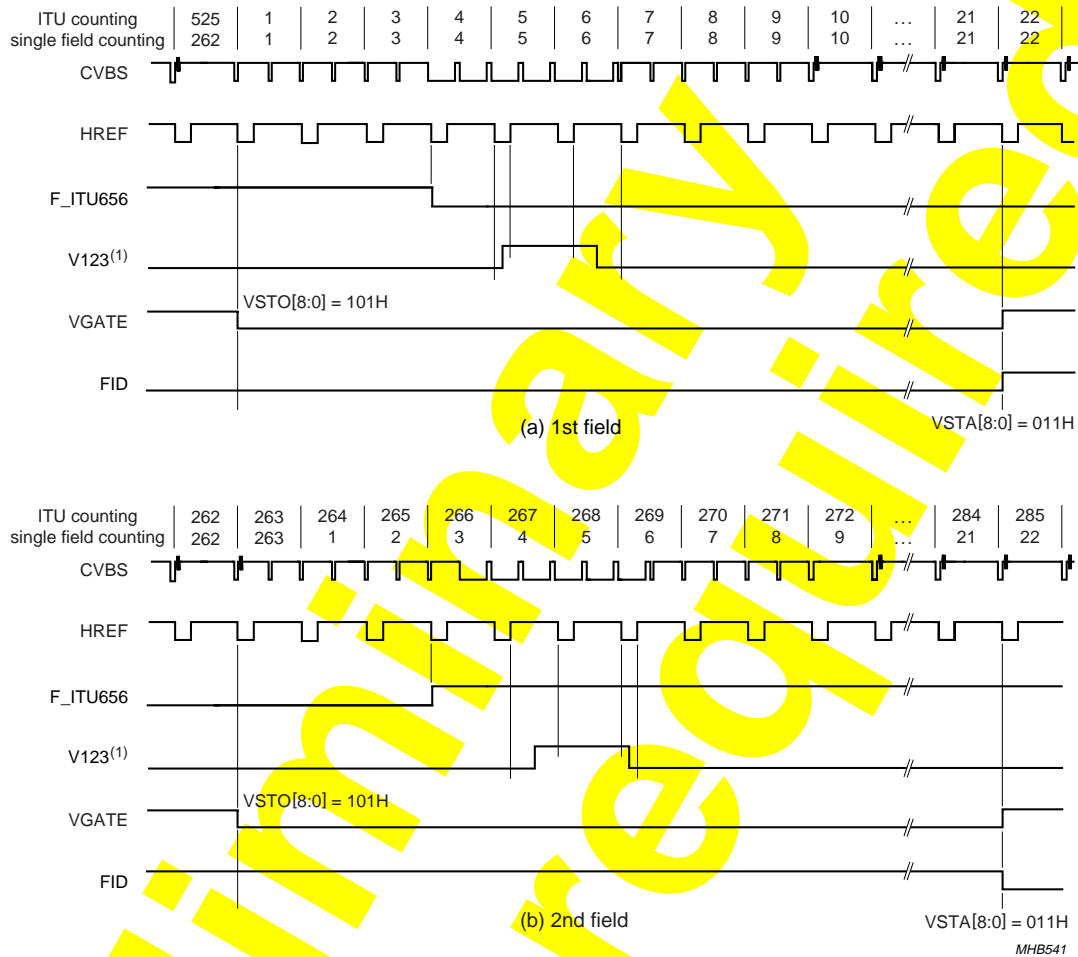 ITU counting 525 1 2 3 4 5 6 7 8 9 10 ... 21 22
single field counting 262 1 2 3 4 5 6 7 8 9 10 ... 21 22
CVBS
HREF
F_ITU656
V123(1)
VSTO[8:0] = 101H
VGATE
FID
(a) 1st field
VSTA[8:0] = 011H
ITU counting 262 263 264 265 266 267 268 269 270 271 272 ... 284 285
single field counting 262 263 1 2 3 4 5 6 7 8 9 ... 21 22
CVBS
HREF
F_ITU656
V123(1)
VSTO[8:0] = 101H
VGATE
FID
(b) 2nd field
VSTA[8:0] = 011H
MHB541